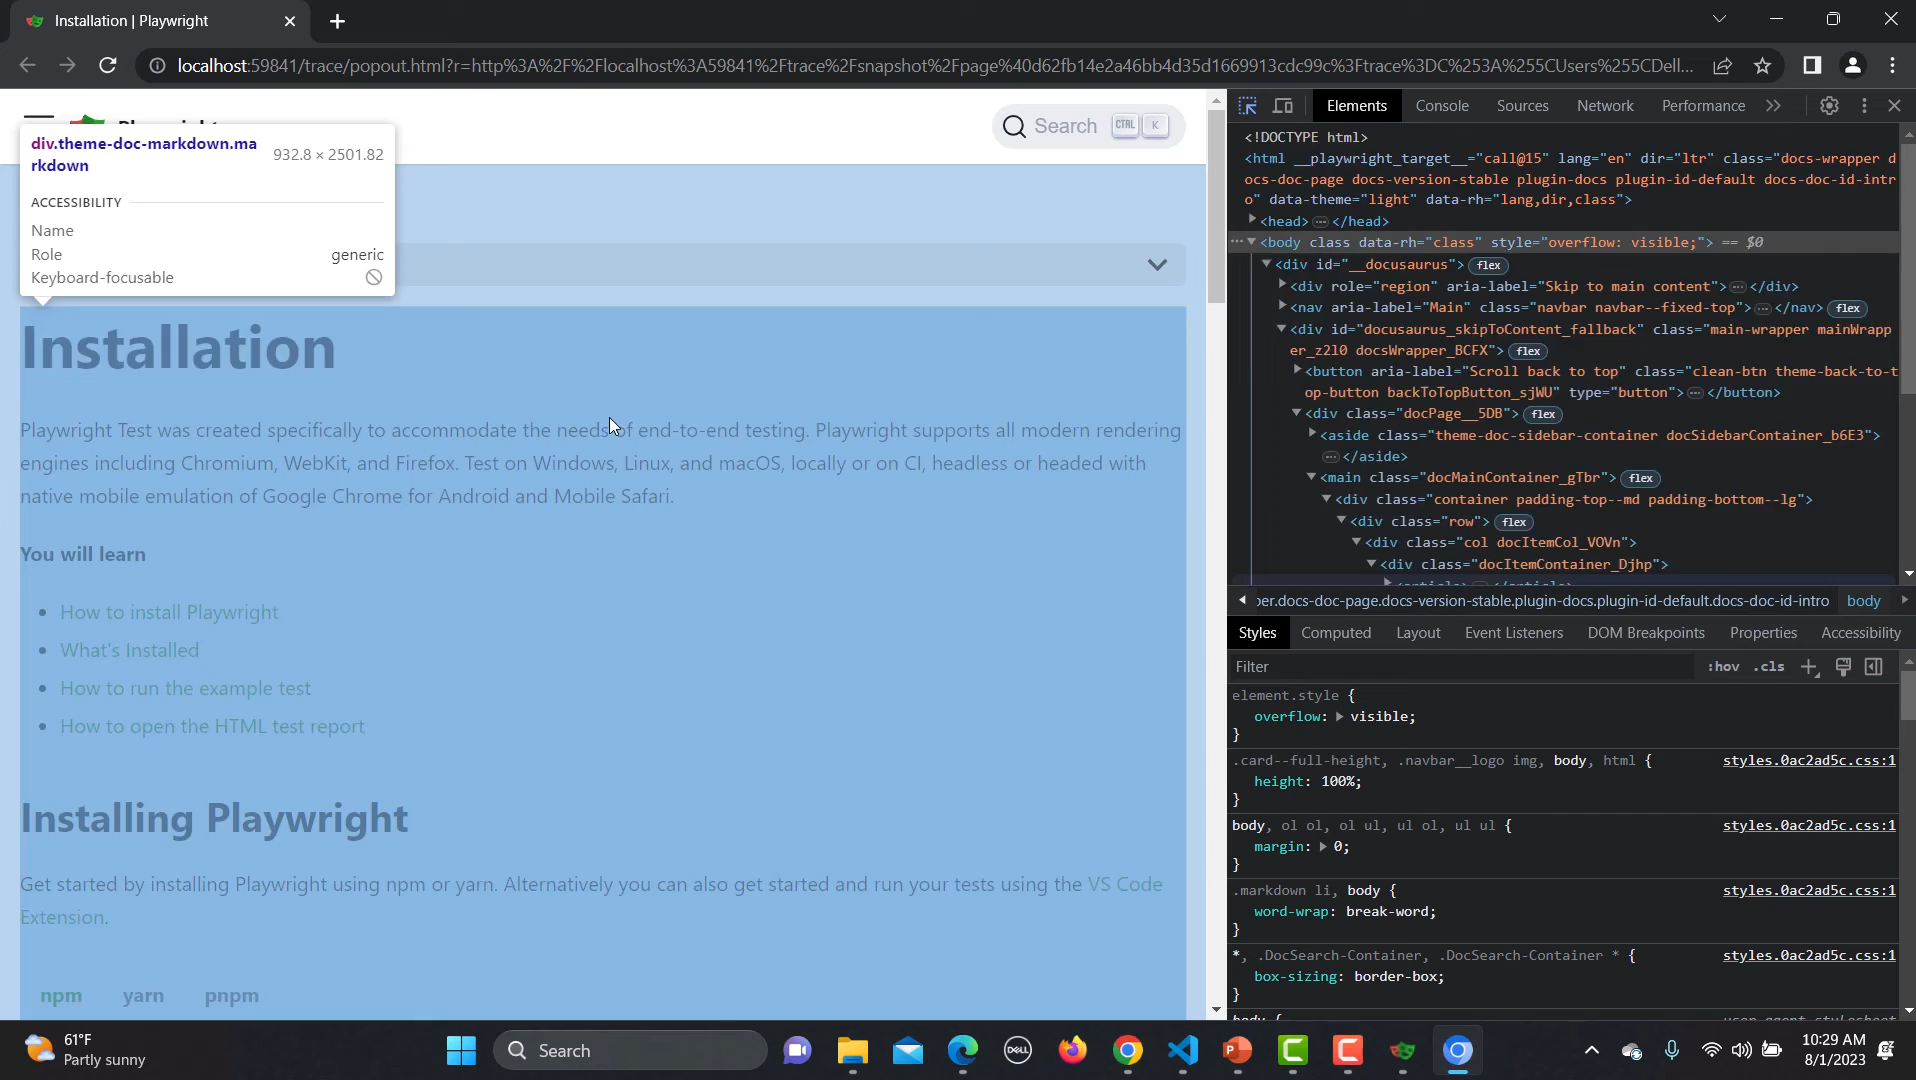 Installation | Playwright
localhost:59841/trace/popout.html?r=http%3A%2F%2Flocalhost%3A59841%2Ftrace%2Fsnapshot%2Fpage%40d62fb14e2a46bb4d35d1669913cdc99c%3Ftrace%3DC%253A%255CUsers%255CDell...
Search CTRL K
div.theme-doc-markdown.ma
rkdown
932.8 × 2501.82
ACCESSIBILITY
Name
Role generic
Keyboard-focusable
Installation
Playwright Test was created specifically to accommodate the needs of end-to-end testing. Playwright supports all modern rendering
engines including Chromium, WebKit, and Firefox. Test on Windows, Linux, and macOS, locally or on CI, headless or headed with
native mobile emulation of Google Chrome for Android and Mobile Safari.
You will learn
How to install Playwright
What's Installed
How to run the example test
How to open the HTML test report
Installing Playwright
Get started by installing Playwright using npm or yarn. Alternatively you can also get started and run your tests using the VS Code
Extension.
npm yarn pnpm
Elements Console Sources Network Performance
<!DOCTYPE html>
<html __playwright_target__="call@15" lang="en" dir="ltr" class="docs-wrapper d
ocs-doc-page docs-version-stable plugin-docs plugin-id-default docs-doc-id-intr
o" data-theme="light" data-rh="lang,dir,class">
<head> … </head>
<body class data-rh="class" style="overflow: visible;"> == $0
<div id="__docusaurus"> flex
<div role="region" aria-label="Skip to main content"> … </div>
<nav aria-label="Main" class="navbar navbar--fixed-top"> … </nav> flex
<div id="docusaurus_skipToContent_fallback" class="main-wrapper mainWrapp
er_z2l0 docsWrapper_BCFX"> flex
<button aria-label="Scroll back to top" class="clean-btn theme-back-to-t
op-button backToTopButton_sjWU" type="button"> … </button>
<div class="docPage__5DB"> flex
<aside class="theme-doc-sidebar-container docSidebarContainer_b6E3">
… </aside>
<main class="docMainContainer_gTbr"> flex
<div class="container padding-top--md padding-bottom--lg">
<div class="row"> flex
<div class="col docItemCol_VOVn">
<div class="docItemContainer_Djhp">
<article> … </article>
per.docs-doc-page.docs-version-stable.plugin-docs.plugin-id-default.docs-doc-id-intro body
Styles Computed Layout Event Listeners DOM Breakpoints Properties Accessibility
Filter :hov .cls
element.style {
overflow: visible;
}
.card--full-height, .navbar__logo img, body, html { styles.0ac2ad5c.css:1
height: 100%;
}
body, ol ol, ol ul, ul ol, ul ul { styles.0ac2ad5c.css:1
margin: 0;
}
.markdown li, body { styles.0ac2ad5c.css:1
word-wrap: break-word;
}
*, .DocSearch-Container, .DocSearch-Container * { styles.0ac2ad5c.css:1
box-sizing: border-box;
}
body { user agent stylesheet
61°F
Partly sunny
Search
DELL
10:29 AM
8/1/2023